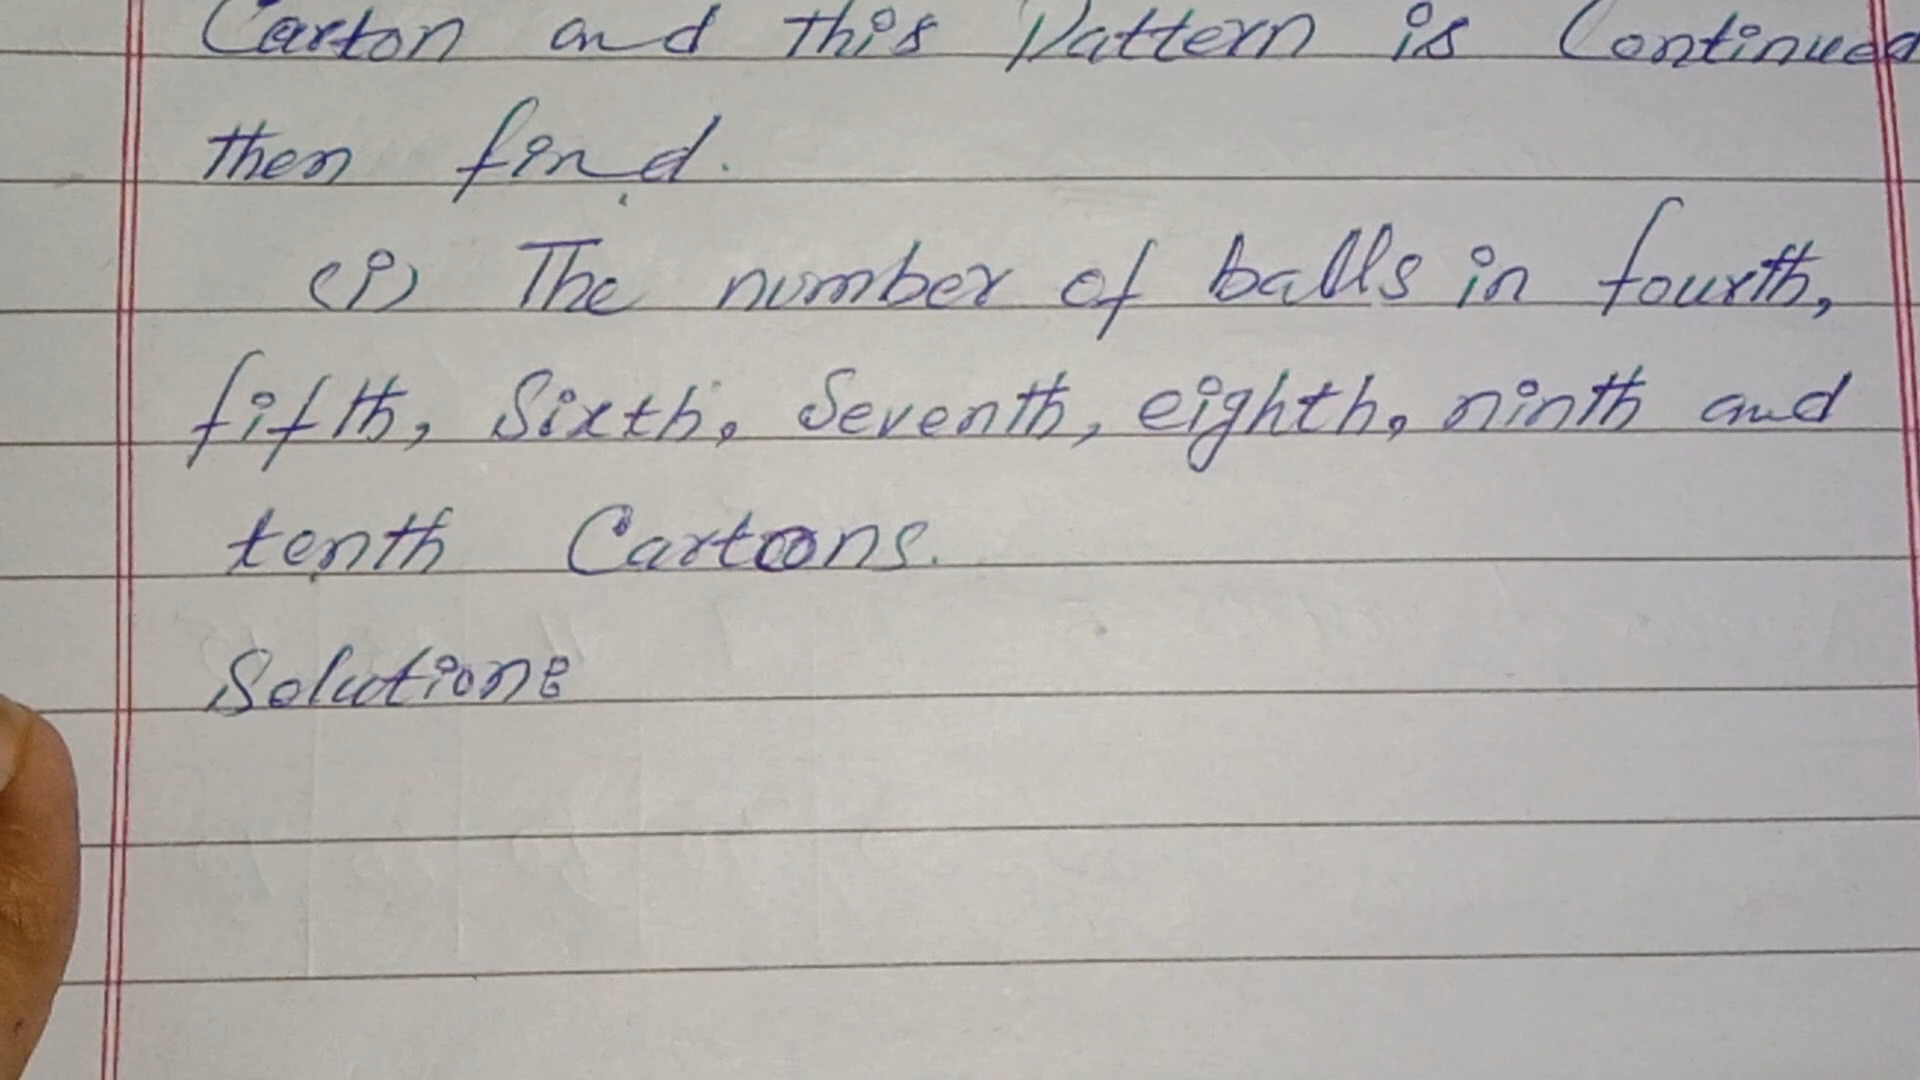 Carton and this Pattern is Continued
then find.
(i) The number of balls in fourth,
fifth, Sixth, Seventh, eighth, ninth and
tenth Cartoons.
Solution: